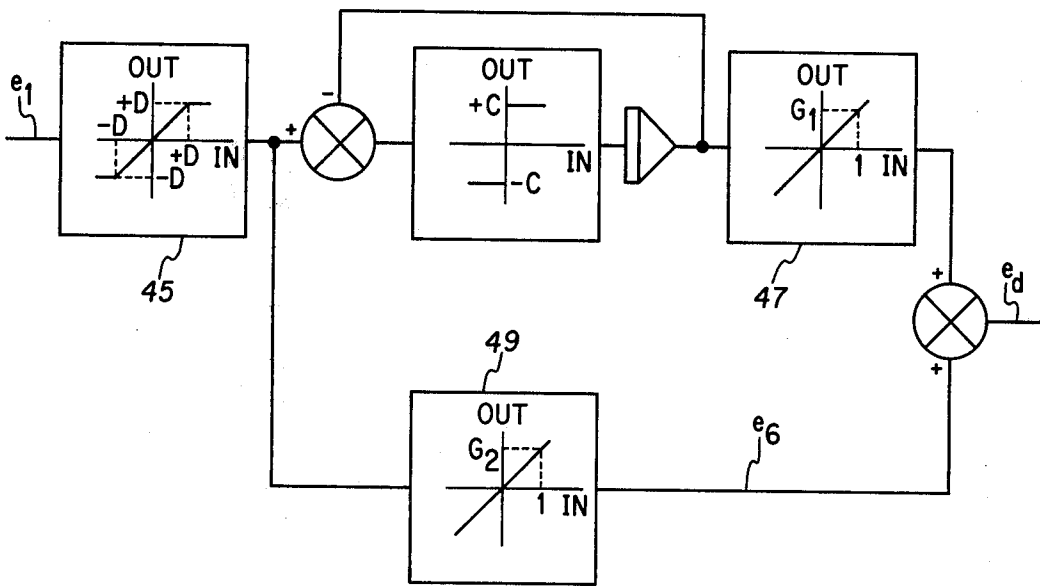 e1
OUT
+D
-D
+D
IN
-D
45
-
+
OUT
+C
IN
-C
OUT
G1
1
IN
47
+
ed
+
49
OUT
G2
1
IN
e6